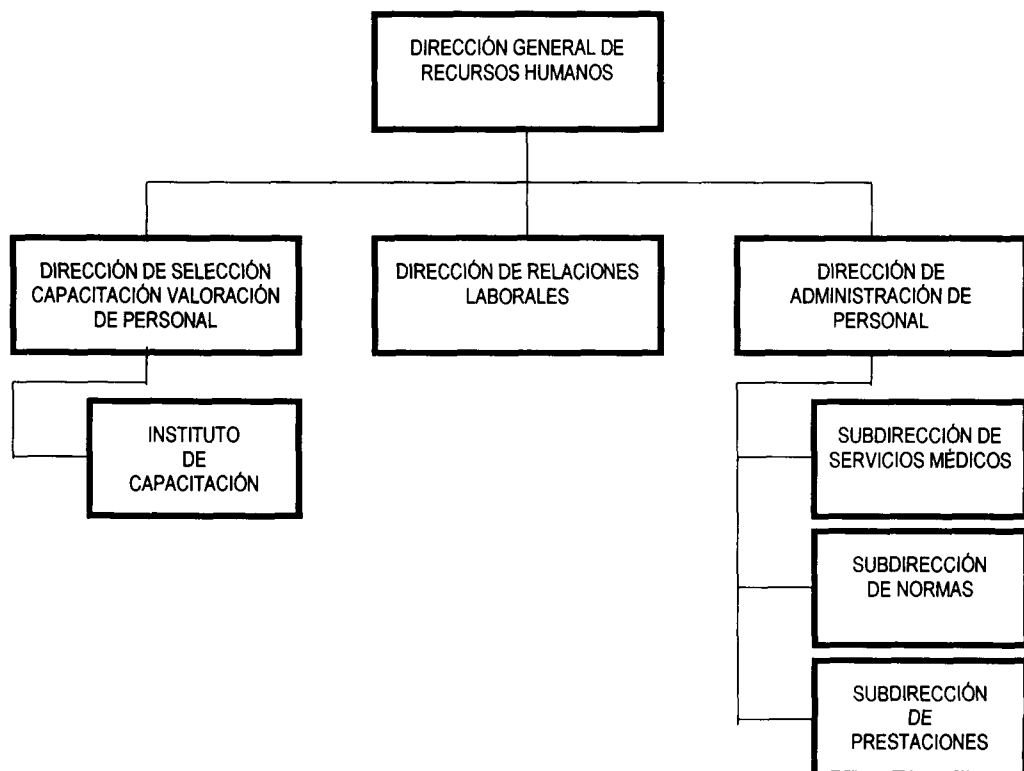 DIRECCIÓN GENERAL DE
RECURSOS HUMANOS
DIRECCIÓN DE SELECCIÓN
CAPACITACIÓN VALORACIÓN
DE PERSONAL
DIRECCIÓN DE RELACIONES
LABORALES
DIRECCIÓN DE
ADMINISTRACIÓN DE
PERSONAL
INSTITUTO
DE
CAPACITACIÓN
SUBDIRECCIÓN DE
SERVICIOS MÉDICOS
SUBDIRECCIÓN
DE NORMAS
SUBDIRECCIÓN
DE
PRESTACIONES